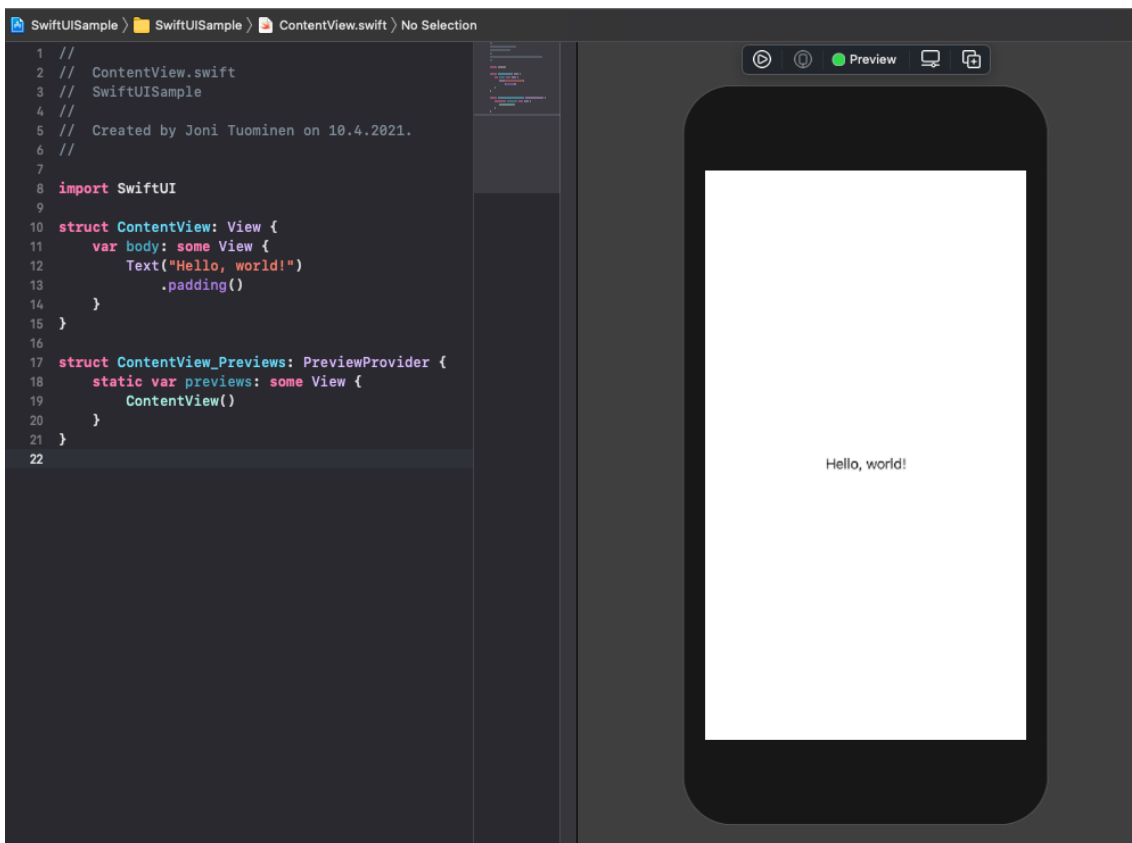 SwiftUISample 〉 SwiftUISample 〉 ContentView.swift 〉 No Selection
1 //
2 //  ContentView.swift
3 //  SwiftUISample
4 //
5 //  Created by Joni Tuominen on 10.4.2021.
6 //
7
8 import SwiftUI
9
10 struct ContentView: View {
11     var body: some View {
12         Text("Hello, world!")
13             .padding()
14     }
15 }
16
17 struct ContentView_Previews: PreviewProvider {
18     static var previews: some View {
19         ContentView()
20     }
21 }
22
Preview
Hello, world!